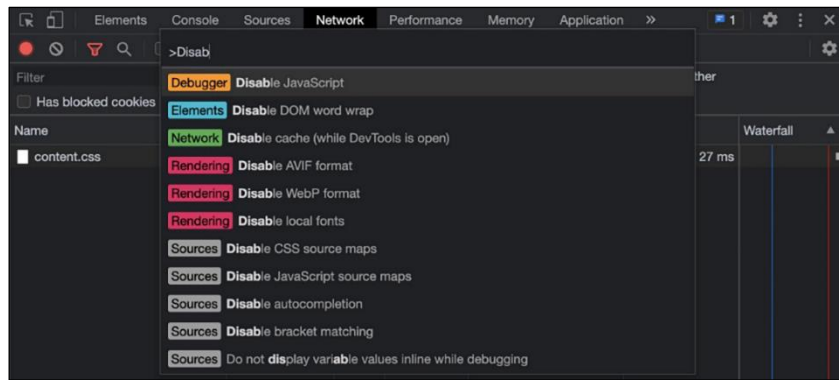 Elements Console Sources Network Performance Memory Application » 1
>Disab
Filter ther
Debugger Disable JavaScript
Has blocked cookies Elements Disable DOM word wrap
Name Network Disable cache (while DevTools is open) Waterfall
content.css Rendering Disable AVIF format 27 ms
Rendering Disable WebP format
Rendering Disable local fonts
Sources Disable CSS source maps
Sources Disable JavaScript source maps
Sources Disable autocompletion
Sources Disable bracket matching
Sources Do not display variable values inline while debugging